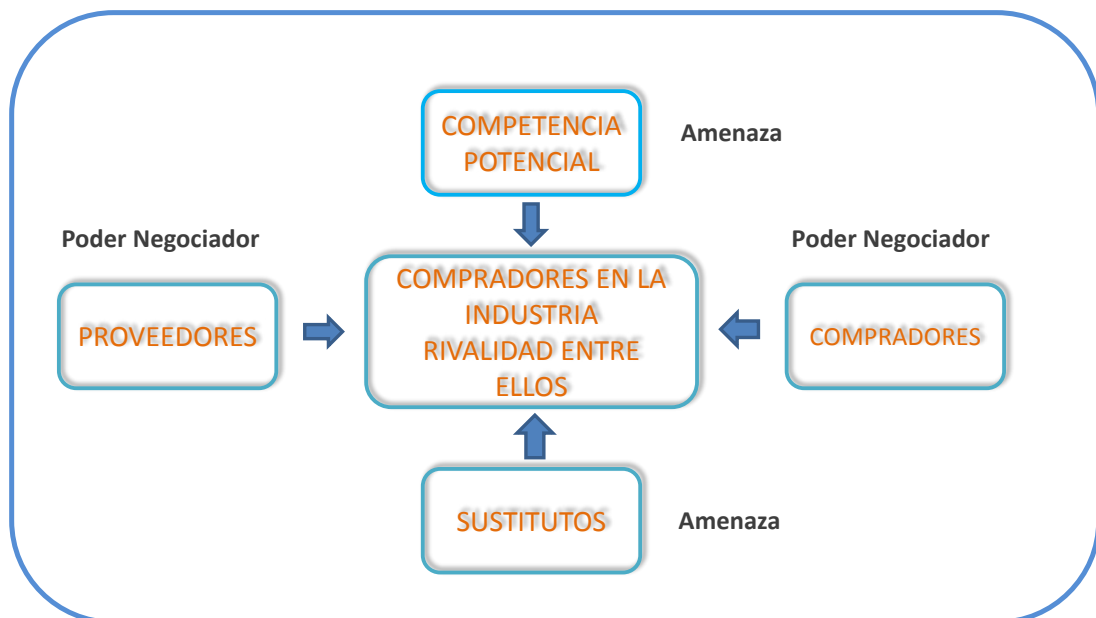 COMPETENCIA
POTENCIAL
Amenaza
Poder Negociador
Poder Negociador
PROVEEDORES
COMPRADORES EN LA
INDUSTRIA
RIVALIDAD ENTRE
ELLOS
COMPRADORES
SUSTITUTOS
Amenaza